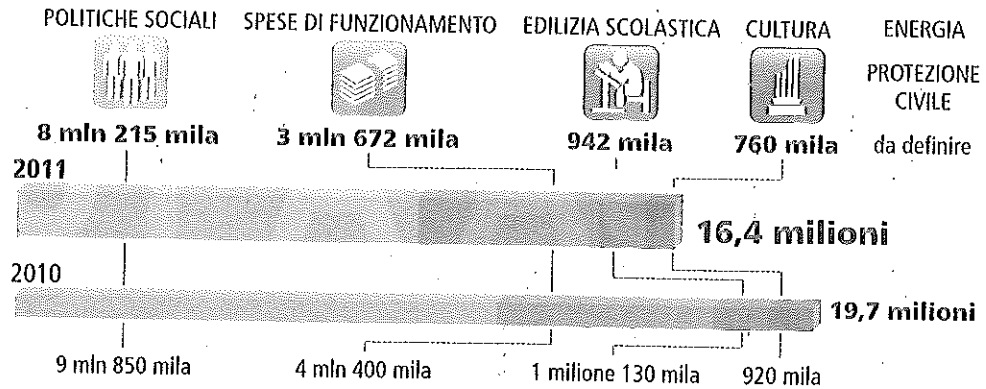 POLITICHE SOCIALI SPESE DI FUNZIONAMENTO EDILIZIA SCOLASTICA CULTURA ENERGIA
PROTEZIONE
CIVILE
8 mln 215 mila 3 mln 672 mila 942 mila 760 mila da definire
2011
16,4 milioni
2010
19,7 milioni
9 mln 850 mila 4 mln 400 mila 1 milione 130 mila 920 mila